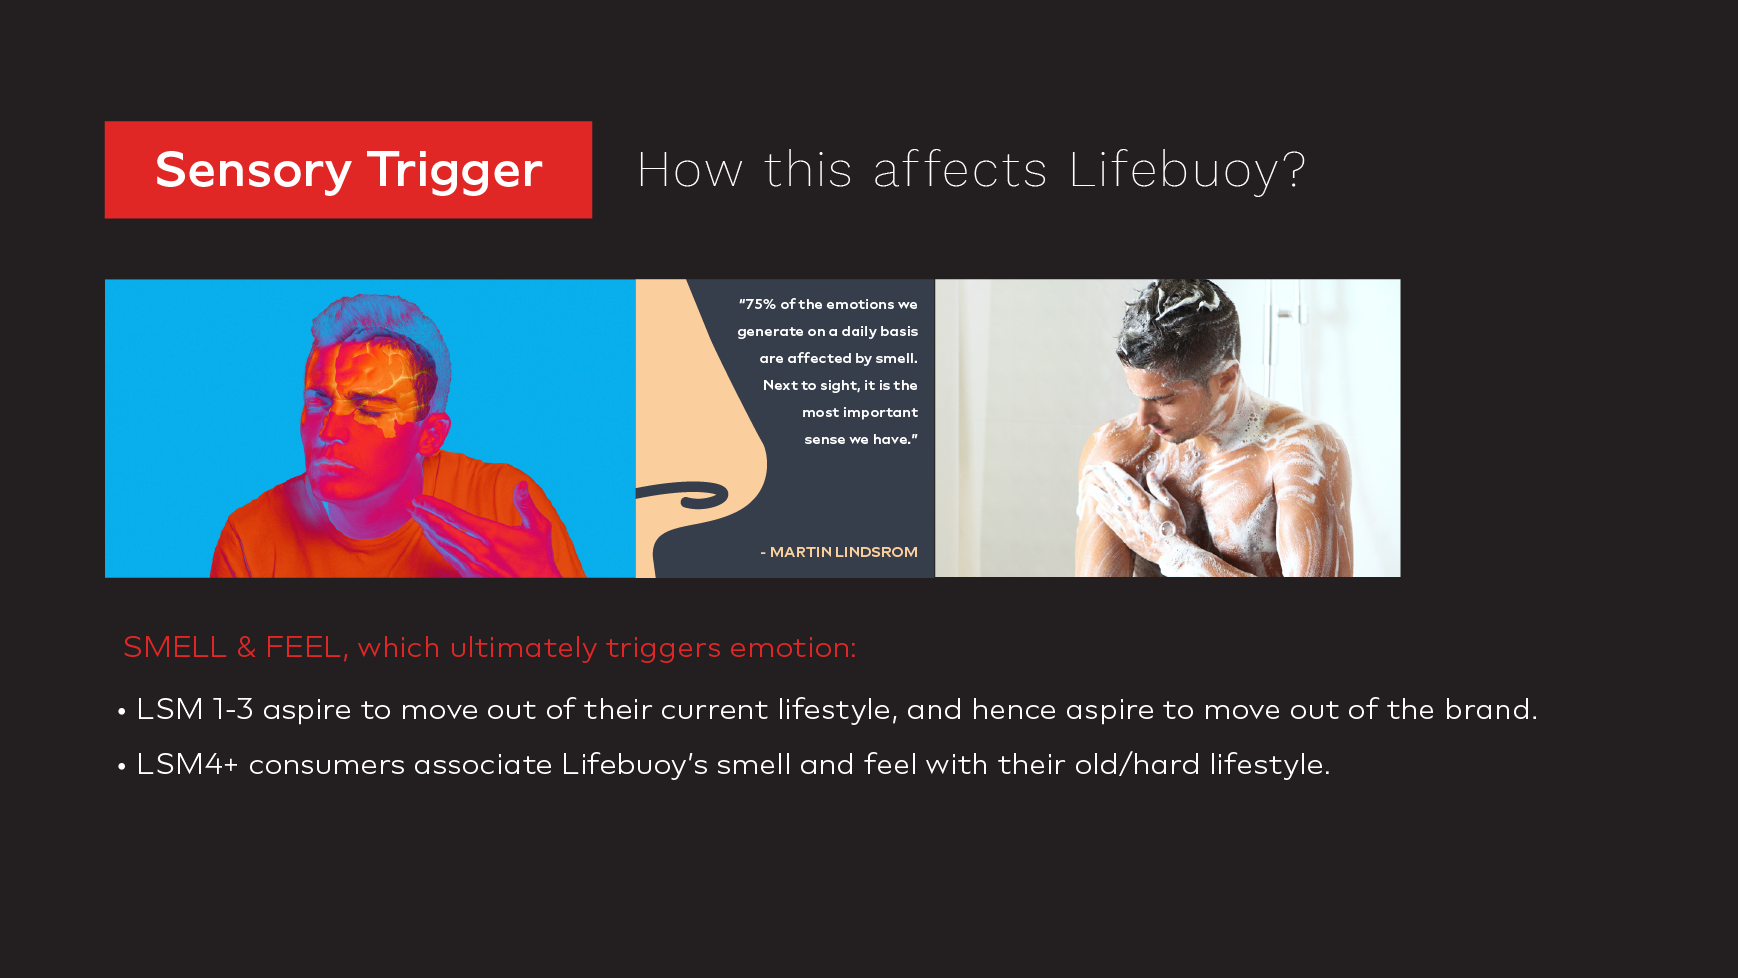 Sensory Trigger
How this affects Lifebuoy?
"75% of the emotions we
generate on a daily basis
are affected by smell.
Next to sight, it is the
most important
sense we have."
- MARTIN LINDSROM
SMELL & FEEL, which ultimately triggers emotion:
• LSM 1-3 aspire to move out of their current lifestyle, and hence aspire to move out of the brand.
• LSM4+ consumers associate Lifebuoy's smell and feel with their old/hard lifestyle.